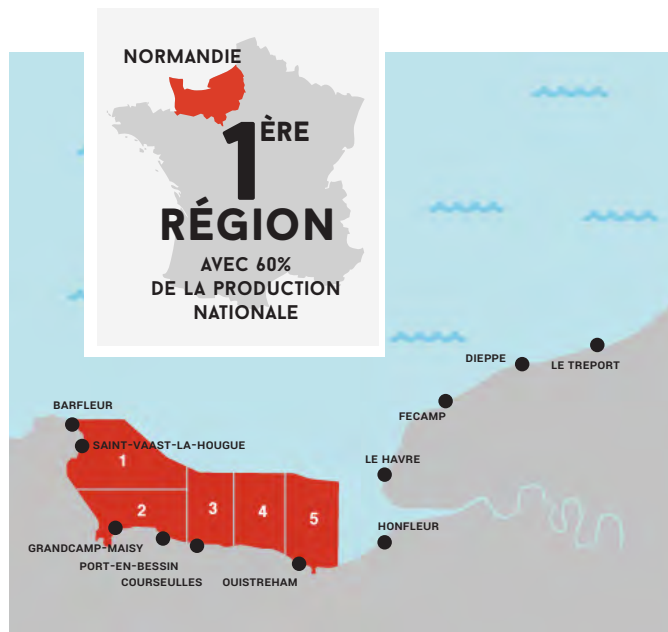 NORMANDIE
1ÈRE
RÉGION
AVEC 60%
DE LA PRODUCTION
NATIONALE
DIEPPE
LE TREPORT
FECAMP
BARFLEUR
SAINT-VAAST-LA-HOUGUE
LE HAVRE
1
2
3
4
5
HONFLEUR
GRANDCAMP-MAISY
PORT-EN-BESSIN
COURSEULLES
OUISTREHAM